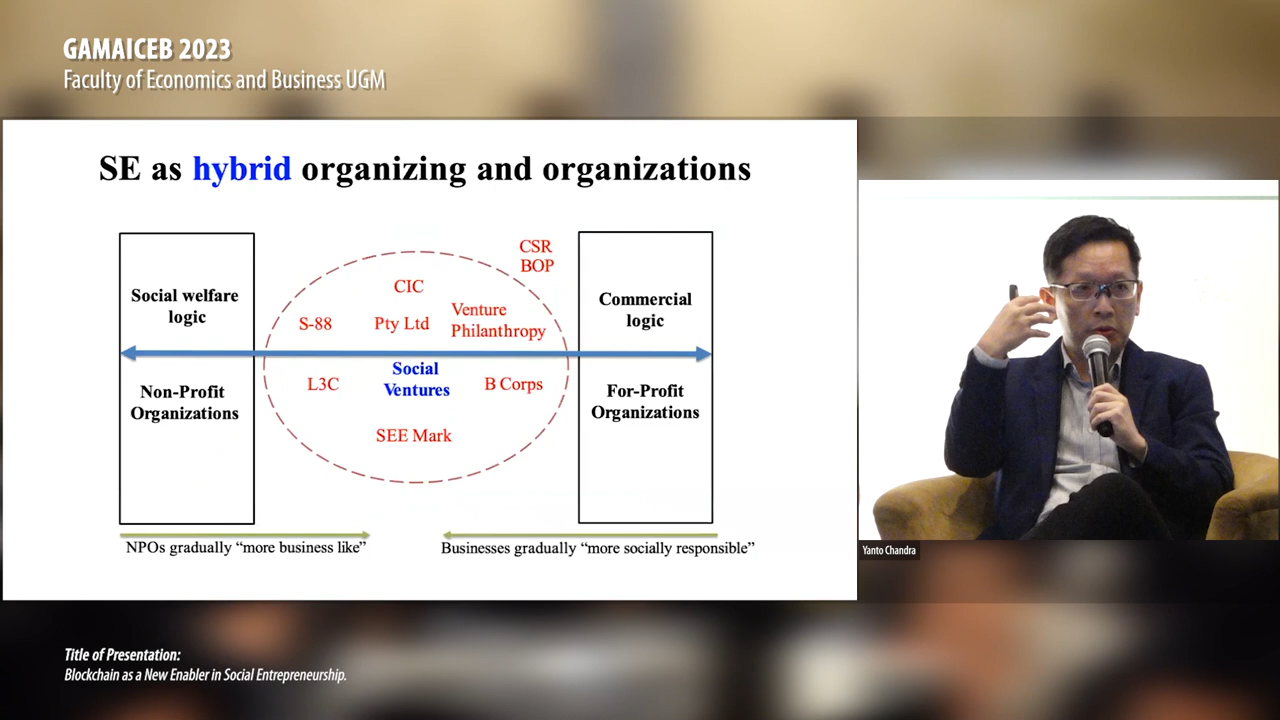 GAMAICEB 2023
Faculty of Economics and Business UGM
SE as hybrid organizing and organizations
Social welfare
logic
Non-Profit
Organizations
CSR
BOP
CIC
S-88
Pty Ltd
Venture
Philanthropy
Social
Ventures
L3C
B Corps
SEE Mark
Commercial
logic
For-Profit
Organizations
NPOs gradually “more business like”
Businesses gradually “more socially responsible”
Yanto Chandra
Title of Presentation:
Blockchain as a New Enabler in Social Entrepreneurship.